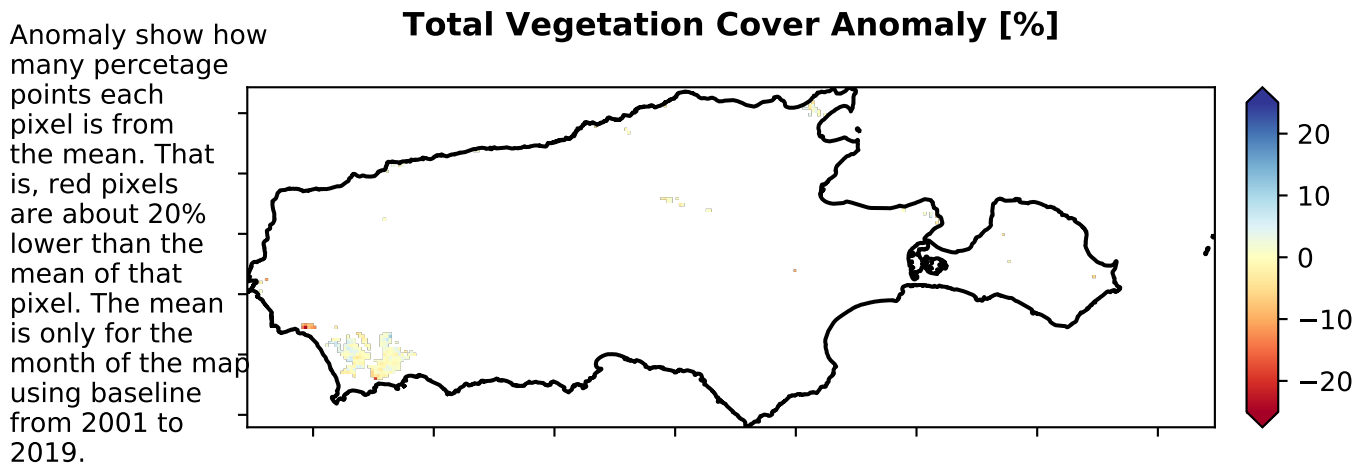 Total Vegetation Cover Anomaly [%]
Anomaly show how
many percetage
points each
pixel is from
the mean. That
is, red pixels
are about 20%
lower than the
mean of that
pixel. The mean
is only for the
month of the map
using baseline
from 2001 to
2019.
20
10
0
−10
−20